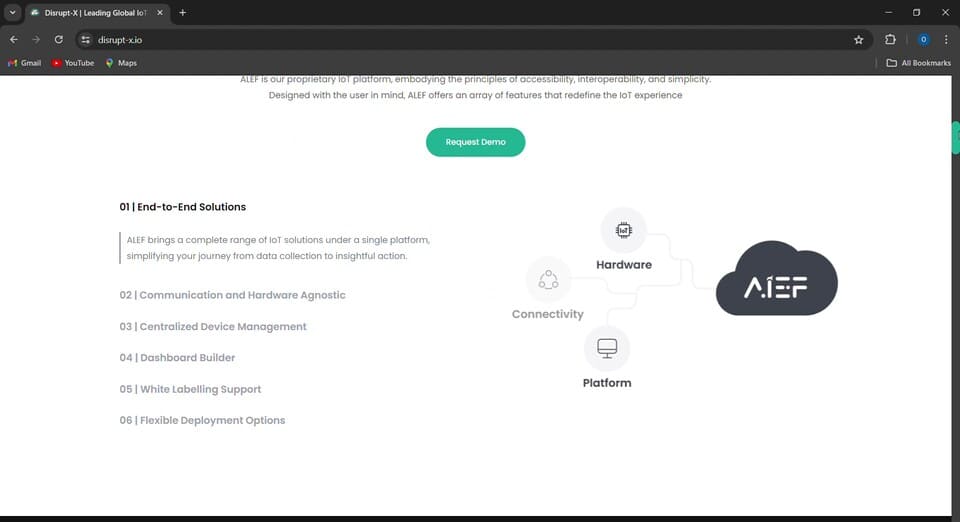 Disrupt-X | Leading Global IoT
disrupt-x.io
O
Gmail
YouTube
Maps
All Bookmarks
ALEF is our proprietary IoT platform, embodying the principles of accessibility, interoperability, and simplicity.
Designed with the user in mind, ALEF offers an array of features that redefine the IoT experience
Request Demo
01 | End-to-End Solutions
ALEF brings a complete range of IoT solutions under a single platform,
simplifying your journey from data collection to insightful action.
02 | Communication and Hardware Agnostic
03 | Centralized Device Management
04 | Dashboard Builder
05 | White Labelling Support
06 | Flexible Deployment Options
IoT
Hardware
Connectivity
Platform
ALEF